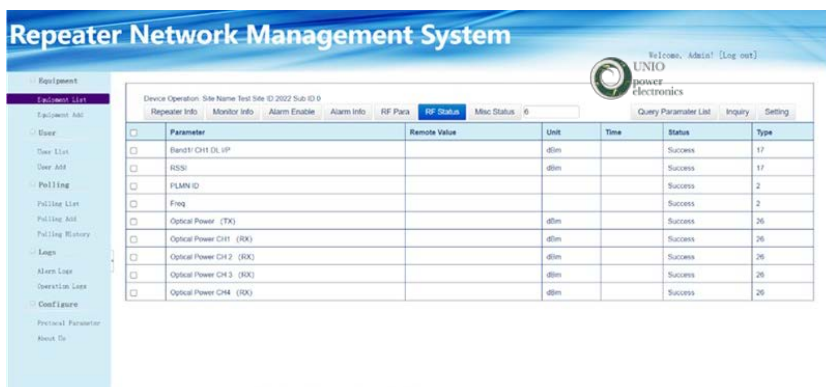 Repeater Network Management System
Welcome, Admin! [Log out]
UNIO
power
electronics
Equipment
Equipment List
Equipment Add
User
User List
User Add
Polling
Polling List
Polling Add
Polling History
Logs
Alarm Logs
Operation Logs
Configure
Protocal Parameter
About Us
Device Operation Site Name Test Site ID 2022 Sub ID 0
Repeater Info Monitor Info Alarm Enable Alarm Info RF Para RF Status Misc Status 6 Query Paramater List Inquiry Setting
Parameter Remote Value Unit Time Status Type
Band1/ CH1 DL I/P dBm Success 17
RSSI dBm Success 17
PLMN ID Success 2
Freq Success 2
Optical Power (TX) dBm Success 26
Optical Power CH1 (RX) dBm Success 26
Optical Power CH 2 (RX) dBm Success 26
Optical Power CH 3 (RX) dBm Success 26
Optical Power CH4 (RX) dBm Success 26